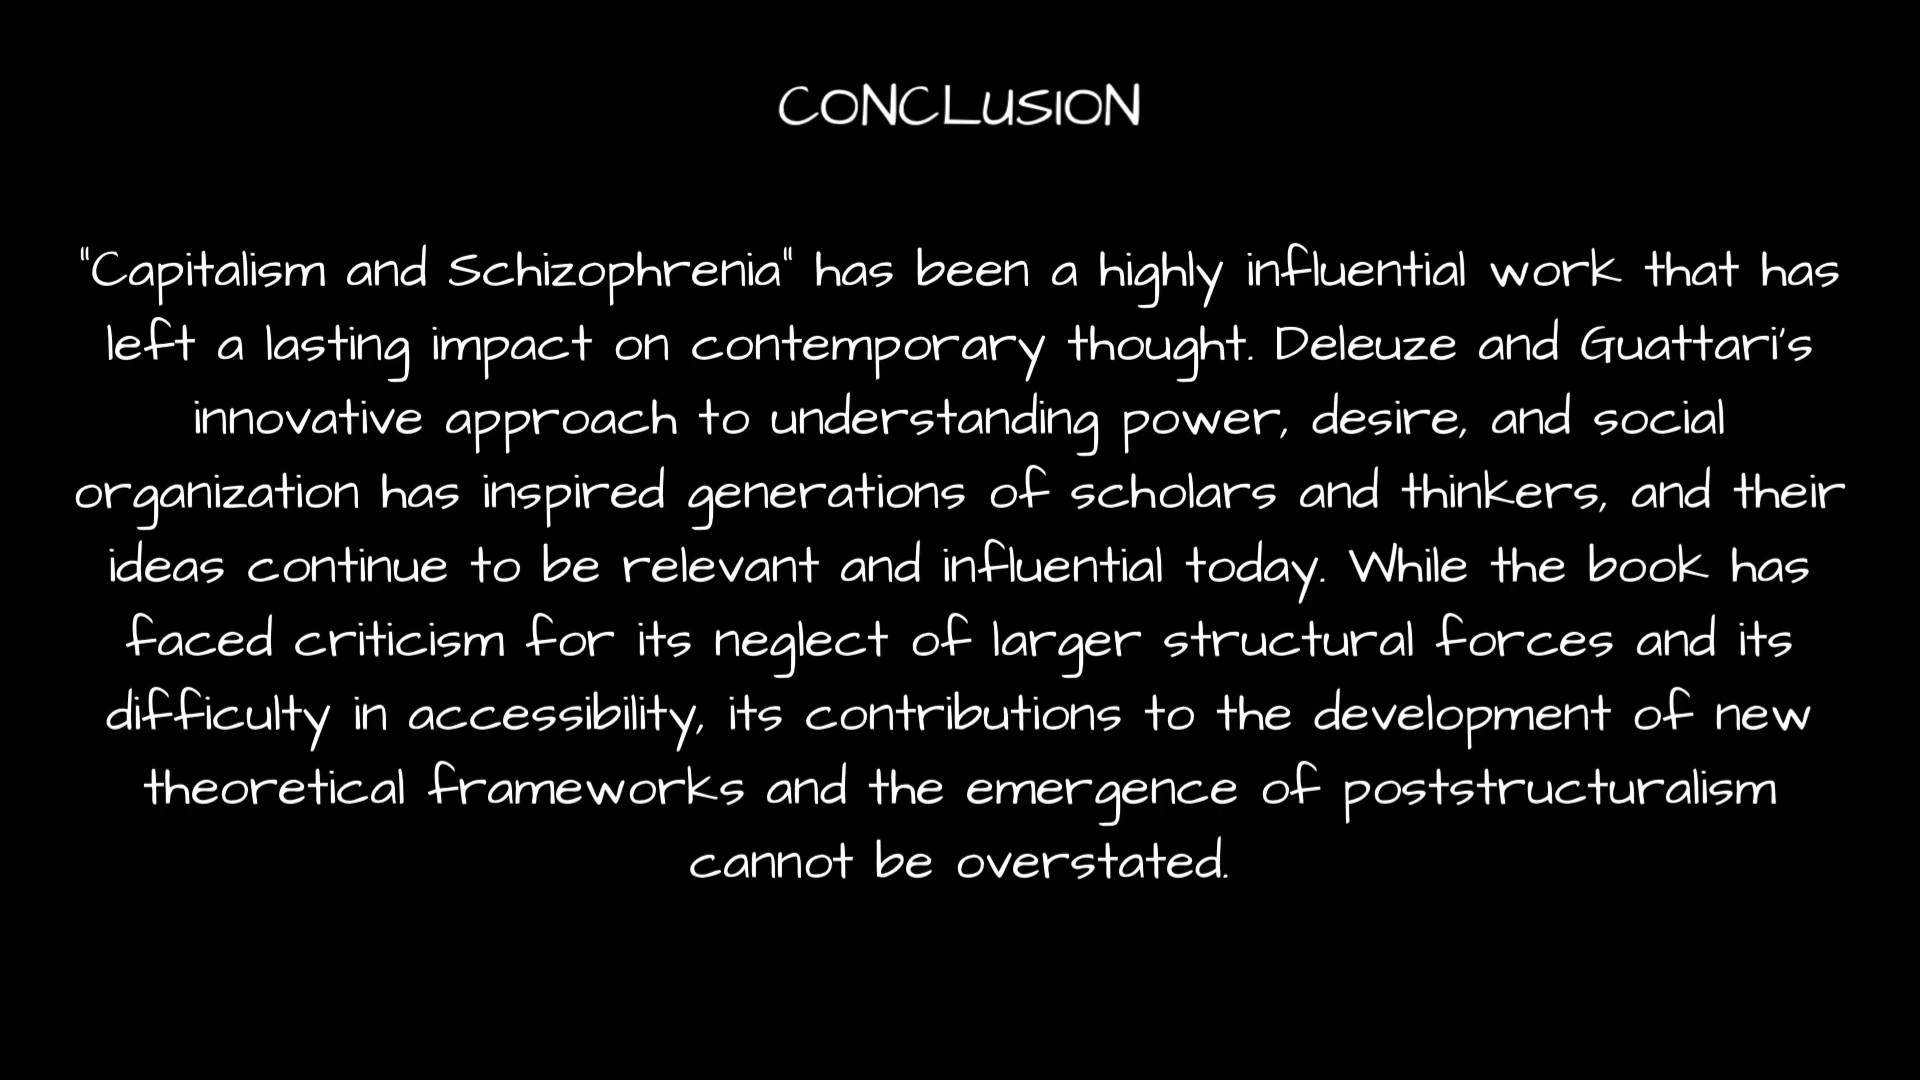 CONCLUSION
"Capitalism and Schizophrenia" has been a highly influential work that has
left a lasting impact on contemporary thought. Deleuze and Guattari's
innovative approach to understanding power, desire, and social
organization has inspired generations of scholars and thinkers, and their
ideas continue to be relevant and influential today. While the book has
faced criticism for its neglect of larger structural forces and its
difficulty in accessibility, its contributions to the development of new
theoretical frameworks and the emergence of poststructuralism
cannot be overstated.